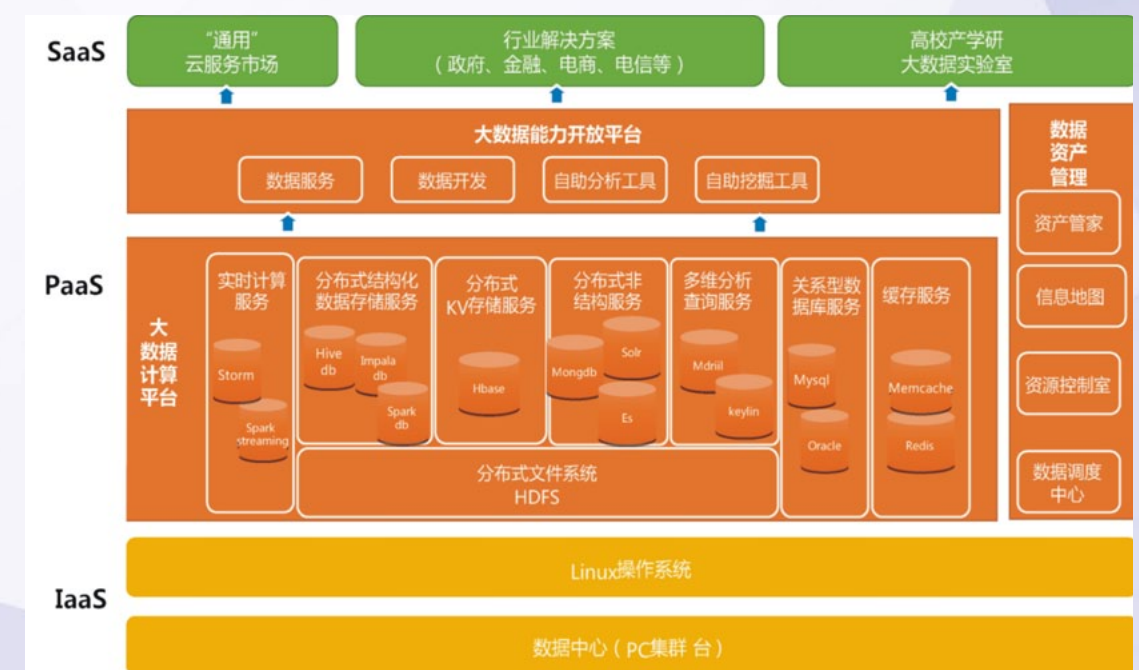 SaaS
“通用”
云服务市场
行业解决方案
（政府、金融、电商、电信等）
高校产学研
大数据实验室
PaaS
大数据能力开放平台
数据服务
数据开发
自助分析工具
自助挖掘工具
大
数据
计算
平台
实时计算
服务
Storm
Spark
streaming
分布式结构化
数据存储服务
Hive
db
Impala
db
Spark
db
分布式
KV存储服务
Hbase
分布式非
结构服务
Mongdb
Solr
Es
多维分析
查询服务
Mdriil
keylin
分布式文件系统
HDFS
关系型数
据库服务
Mysql
Oracle
缓存服务
Memcache
Redis
数据
资产
管理
资产管家
信息地图
资源控制室
数据调度
中心
IaaS
Linux操作系统
数据中心（PC集群 台）